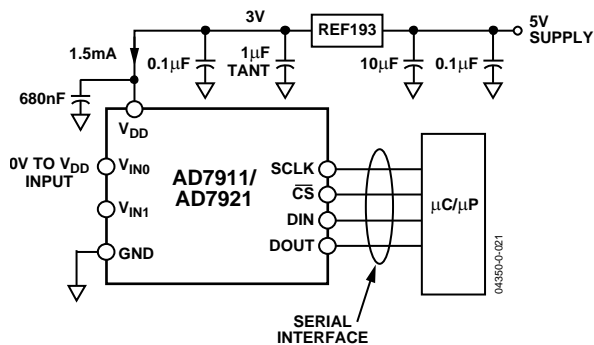 3V
REF193
5V
SUPPLY
1.5mA
0.1µF
1µF
TANT
10µF
0.1µF
680nF
VDD
0V TO VDD
INPUT
VIN0
AD7911/
AD7921
SCLK
C̅S̅
µC/µP
VIN1
DIN
GND
DOUT
SERIAL
INTERFACE
04350-0-021